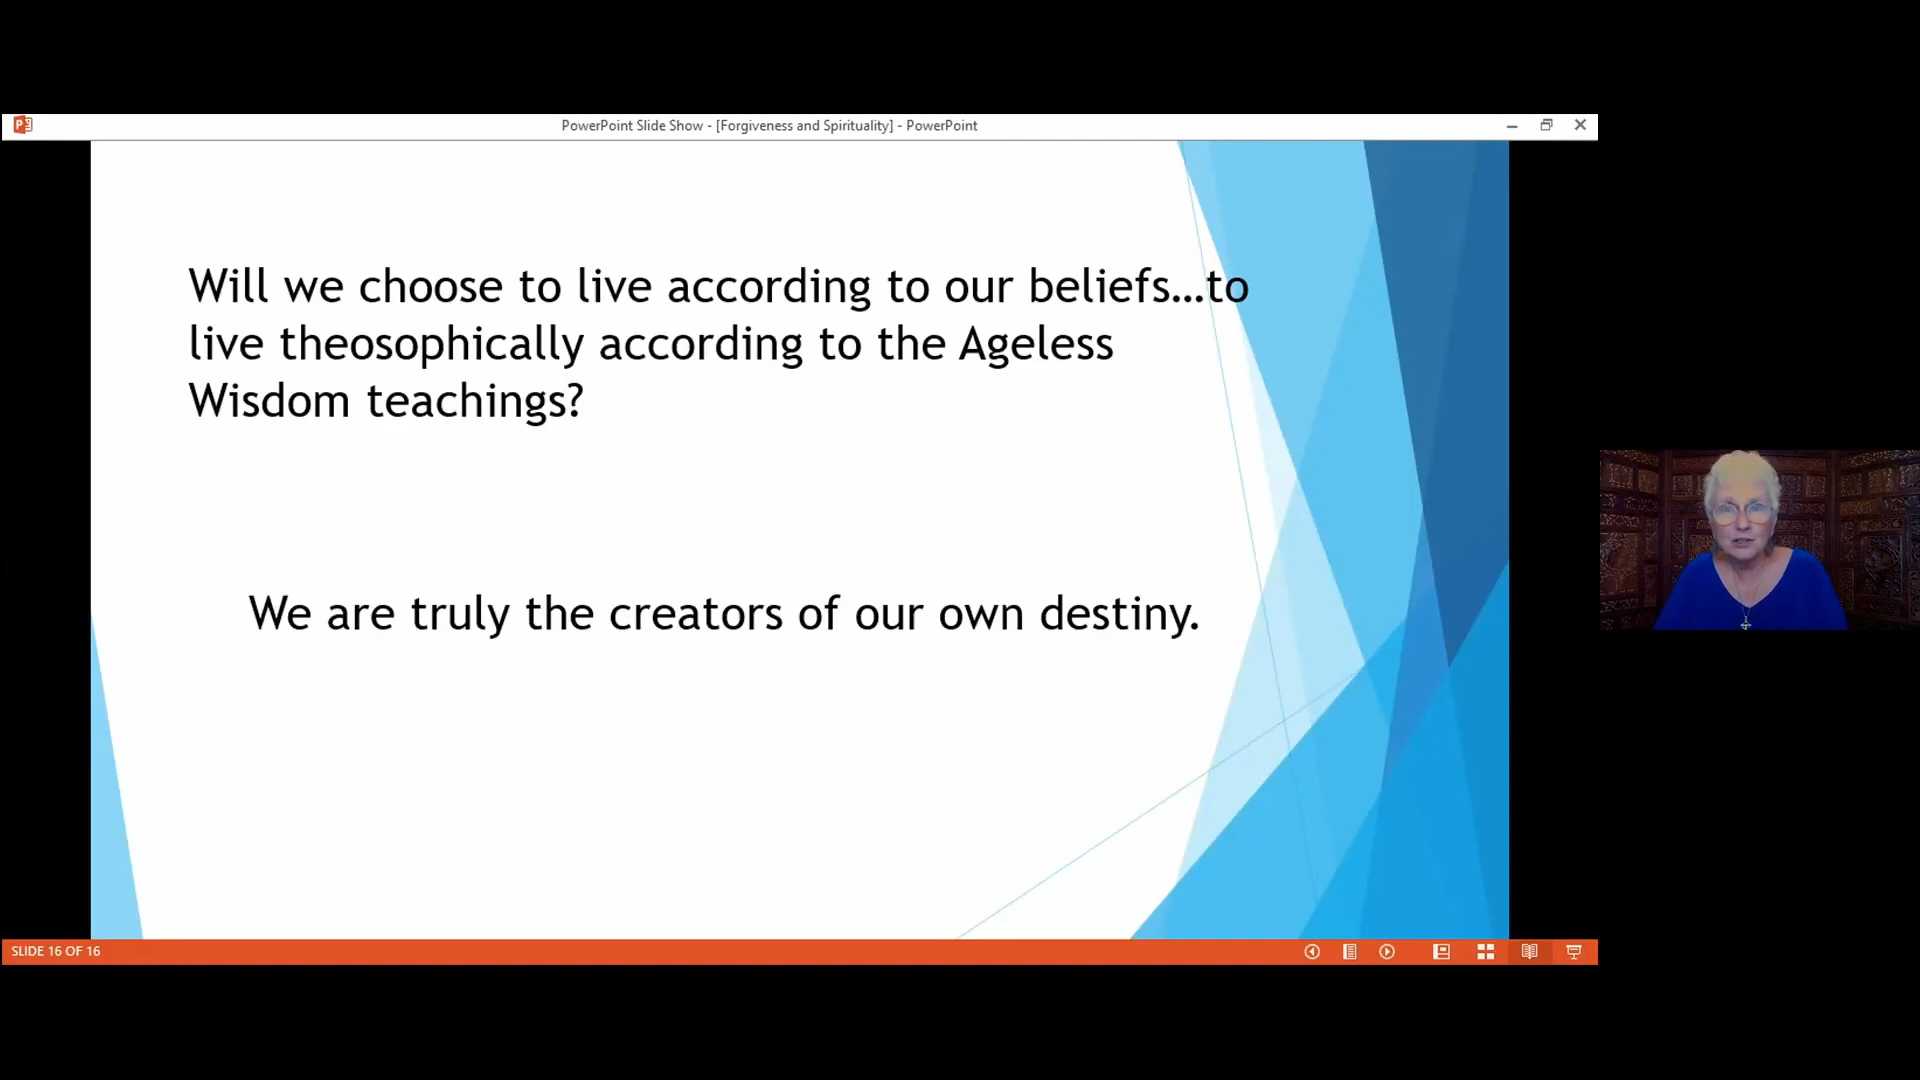 PowerPoint Slide Show - [Forgiveness and Spirituality] - PowerPoint
Will we choose to live according to our beliefs...to
live theosophically according to the Ageless
Wisdom teachings?
We are truly the creators of our own destiny.
SLIDE 16 OF 16